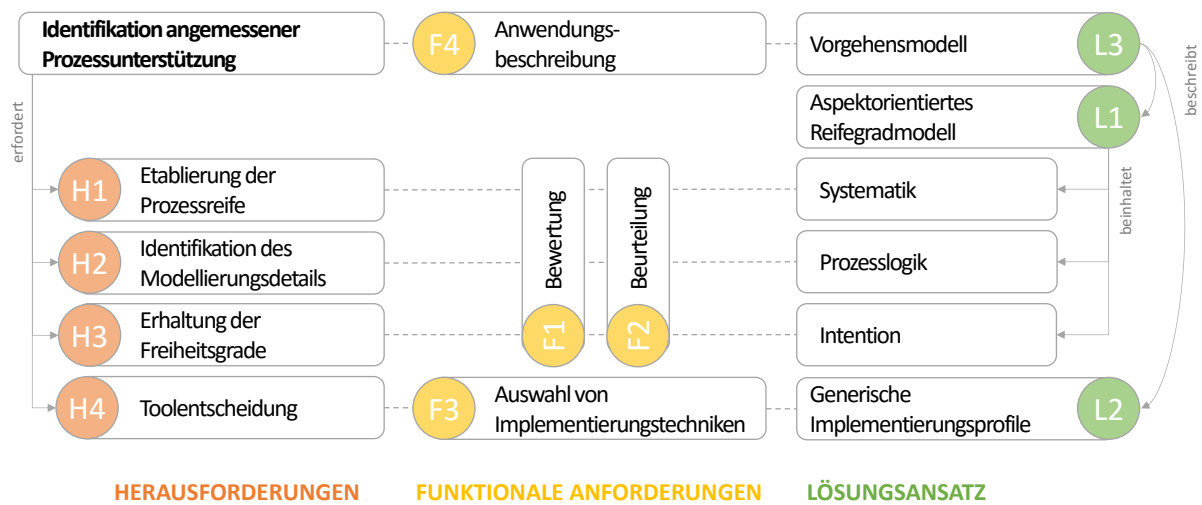 Identifikation angemessener
Prozessunterstützung
F4
Anwendungs-
beschreibung
Vorgehensmodell
L3
erfordert
beschreibt
Aspektorientiertes
Reifegradmodell
L1
beinhaltet
H1
Etablierung der
Prozessreife
Bewertung
F1
Beurteilung
F2
Systematik
H2
Identifikation des
Modellierungsdetails
Prozesslogik
H3
Erhaltung der
Freiheitsgrade
Intention
H4
Toolentscheidung
F3
Auswahl von
Implementierungstechniken
Generische
Implementierungsprofile
L2
HERAUSFORDERUNGEN
FUNKTIONALE ANFORDERUNGEN
LÖSUNGSANSATZ